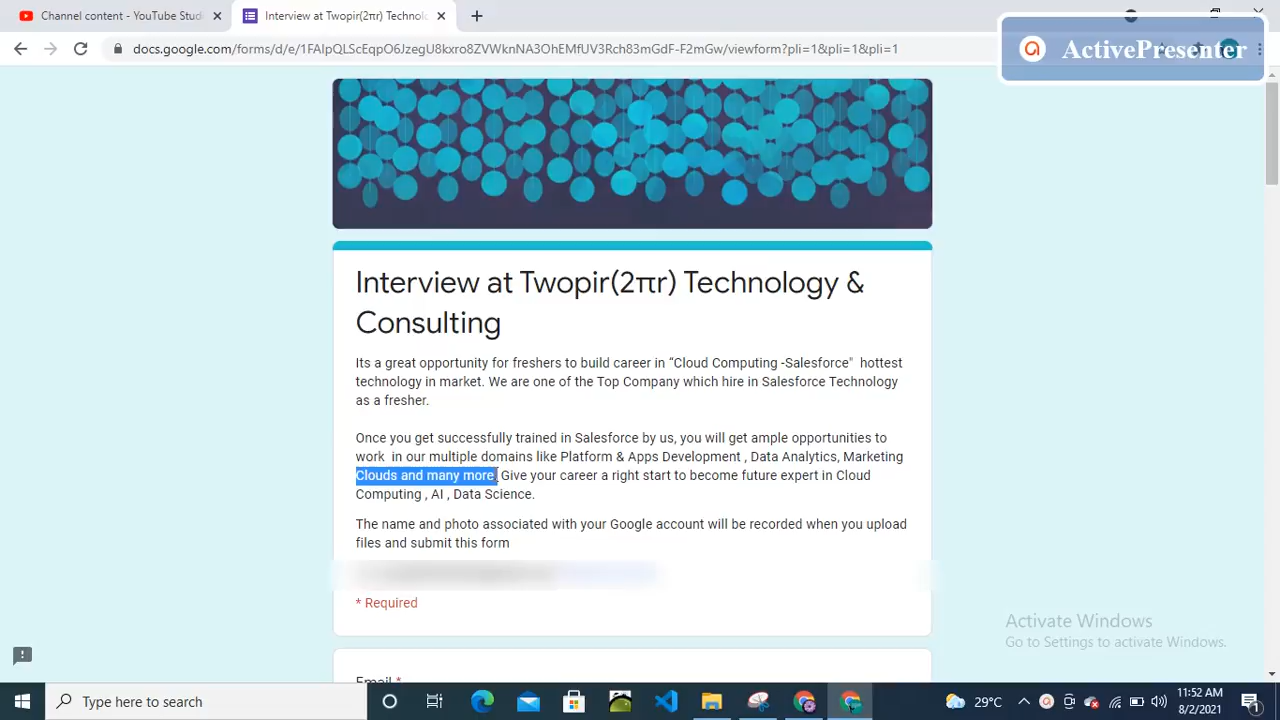 Channel content - YouTube Studi
Interview at Twopir(2πr) Technol
docs.google.com/forms/d/e/1FAIpQLScEqpO6JzegU8kxro8ZVWknNA3OhEMfUV3Rch83mGdF-F2mGw/viewform?pli=1&pli=1&pli=1
ActivePresenter
Interview at Twopir(2πr) Technology &
Consulting
Its a great opportunity for freshers to build career in “Cloud Computing -Salesforce"  hottest
technology in market. We are one of the Top Company which hire in Salesforce Technology
as a fresher.
Once you get successfully trained in Salesforce by us, you will get ample opportunities to
work  in our multiple domains like Platform & Apps Development , Data Analytics, Marketing
Clouds and many more. Give your career a right start to become future expert in Cloud
Computing , AI , Data Science.
The name and photo associated with your Google account will be recorded when you upload
files and submit this form
* Required
Email *
Activate Windows
Go to Settings to activate Windows.
Type here to search
29°C
11:52 AM
8/2/2021
1